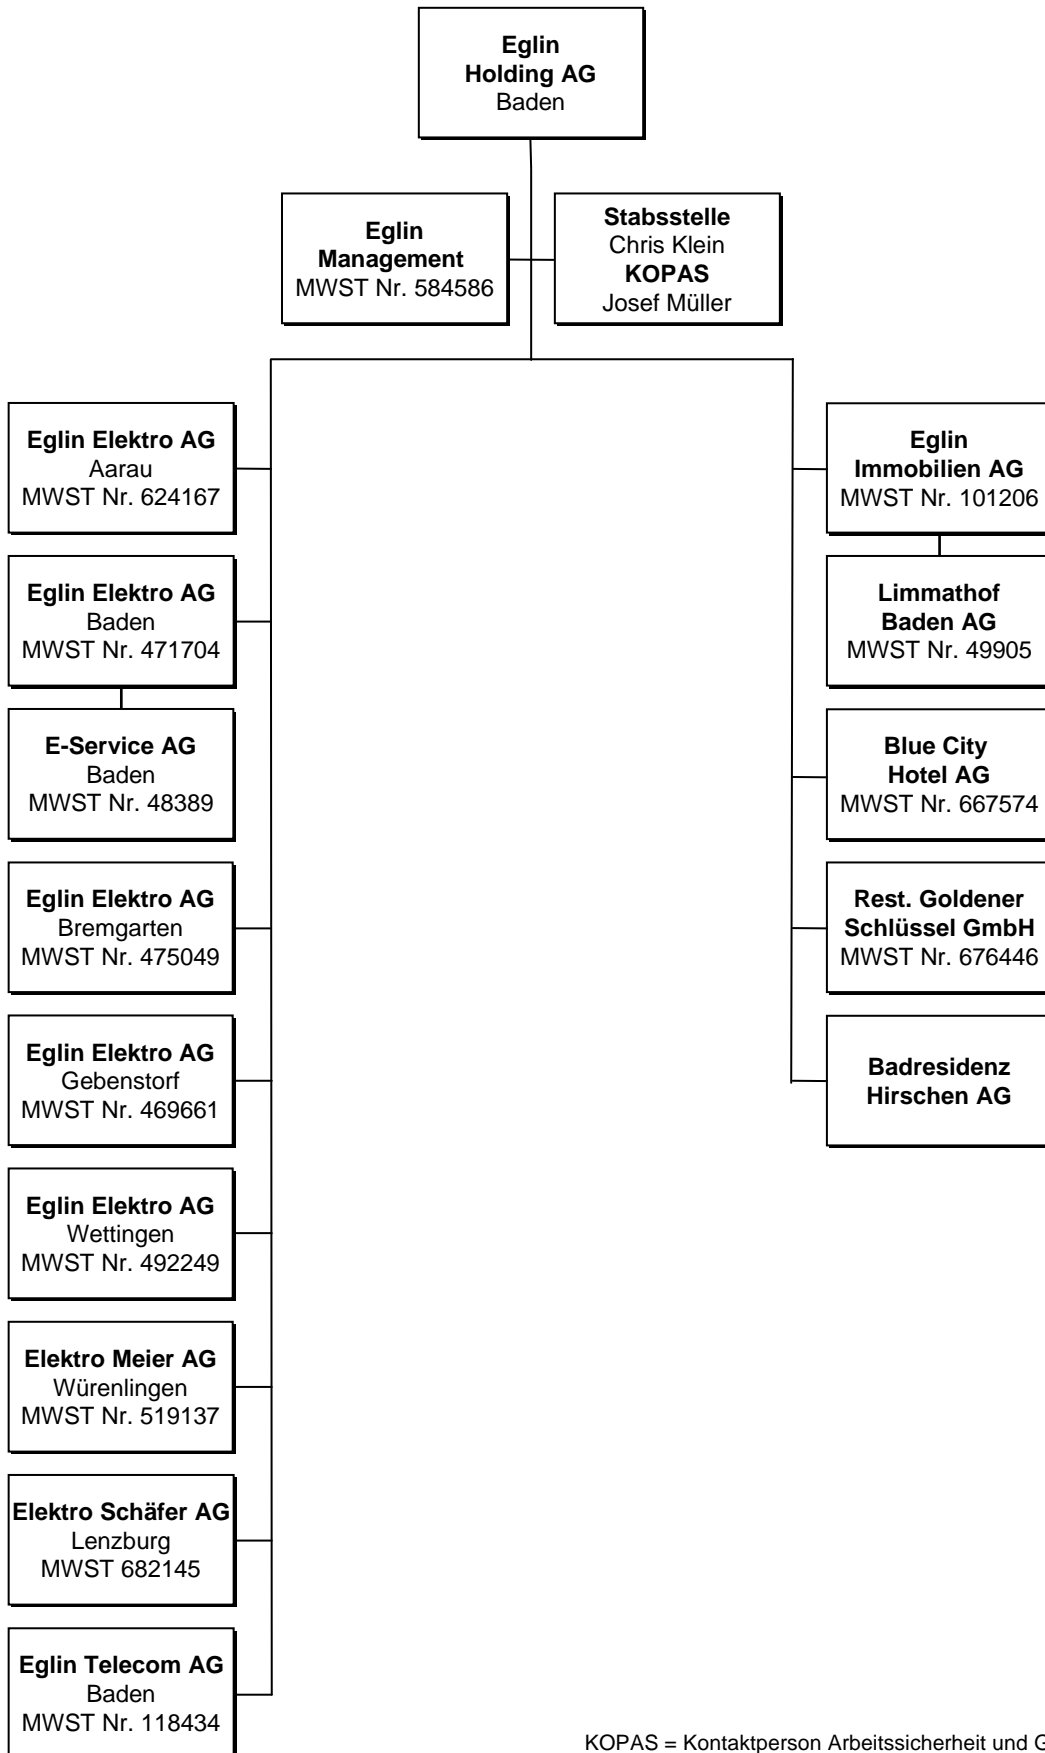 Eglin
Holding AG
Baden
Eglin
Management
MWST Nr. 584586
Stabsstelle
Chris Klein
KOPAS
Josef Müller
Eglin Elektro AG
Aarau
MWST Nr. 624167
Eglin Elektro AG
Baden
MWST Nr. 471704
E-Service AG
Baden
MWST Nr. 48389
Eglin Elektro AG
Bremgarten
MWST Nr. 475049
Eglin Elektro AG
Gebenstorf
MWST Nr. 469661
Eglin Elektro AG
Wettingen
MWST Nr. 492249
Elektro Meier AG
Würenlingen
MWST Nr. 519137
Elektro Schäfer AG
Lenzburg
MWST 682145
Eglin Telecom AG
Baden
MWST Nr. 118434
Eglin
Immobilien AG
MWST Nr. 101206
Limmathof
Baden AG
MWST Nr. 49905
Blue City
Hotel AG
MWST Nr. 667574
Rest. Goldener
Schlüssel GmbH
MWST Nr. 676446
Badresidenz
Hirschen AG
KOPAS = Kontaktperson Arbeitssicherheit und